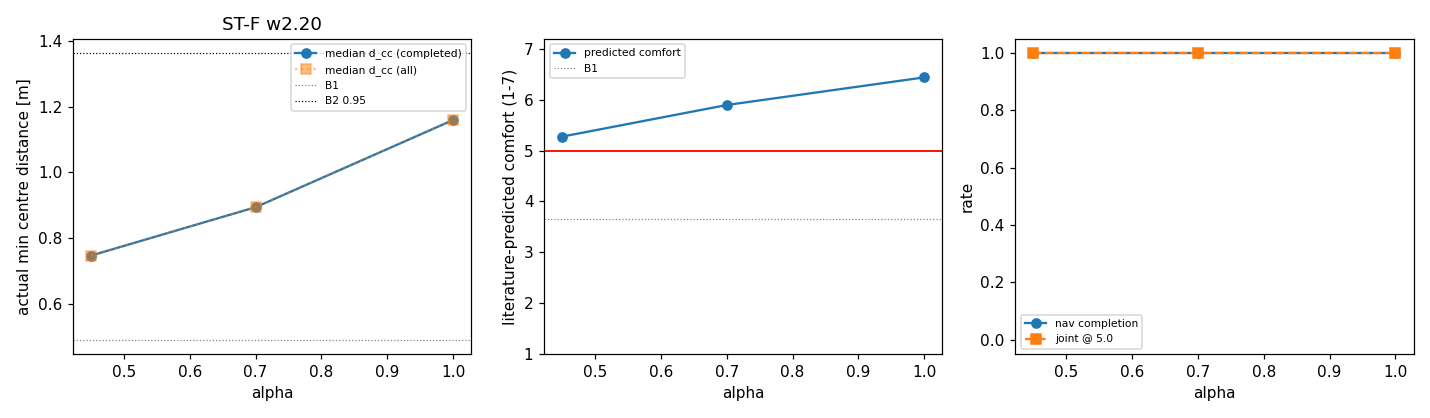 ST-F w2.20
actual min centre distance [m]
1.4
1.2
1.0
0.8
0.6
median d_cc (completed)
median d_cc (all)
B1
B2 0.95
0.5 0.6 0.7 0.8 0.9 1.0
alpha
literature-predicted comfort (1-7)
7
6
5
4
3
2
1
predicted comfort
B1
0.5 0.6 0.7 0.8 0.9 1.0
alpha
rate
1.0
0.8
0.6
0.4
0.2
0.0
nav completion
joint @ 5.0
0.5 0.6 0.7 0.8 0.9 1.0
alpha